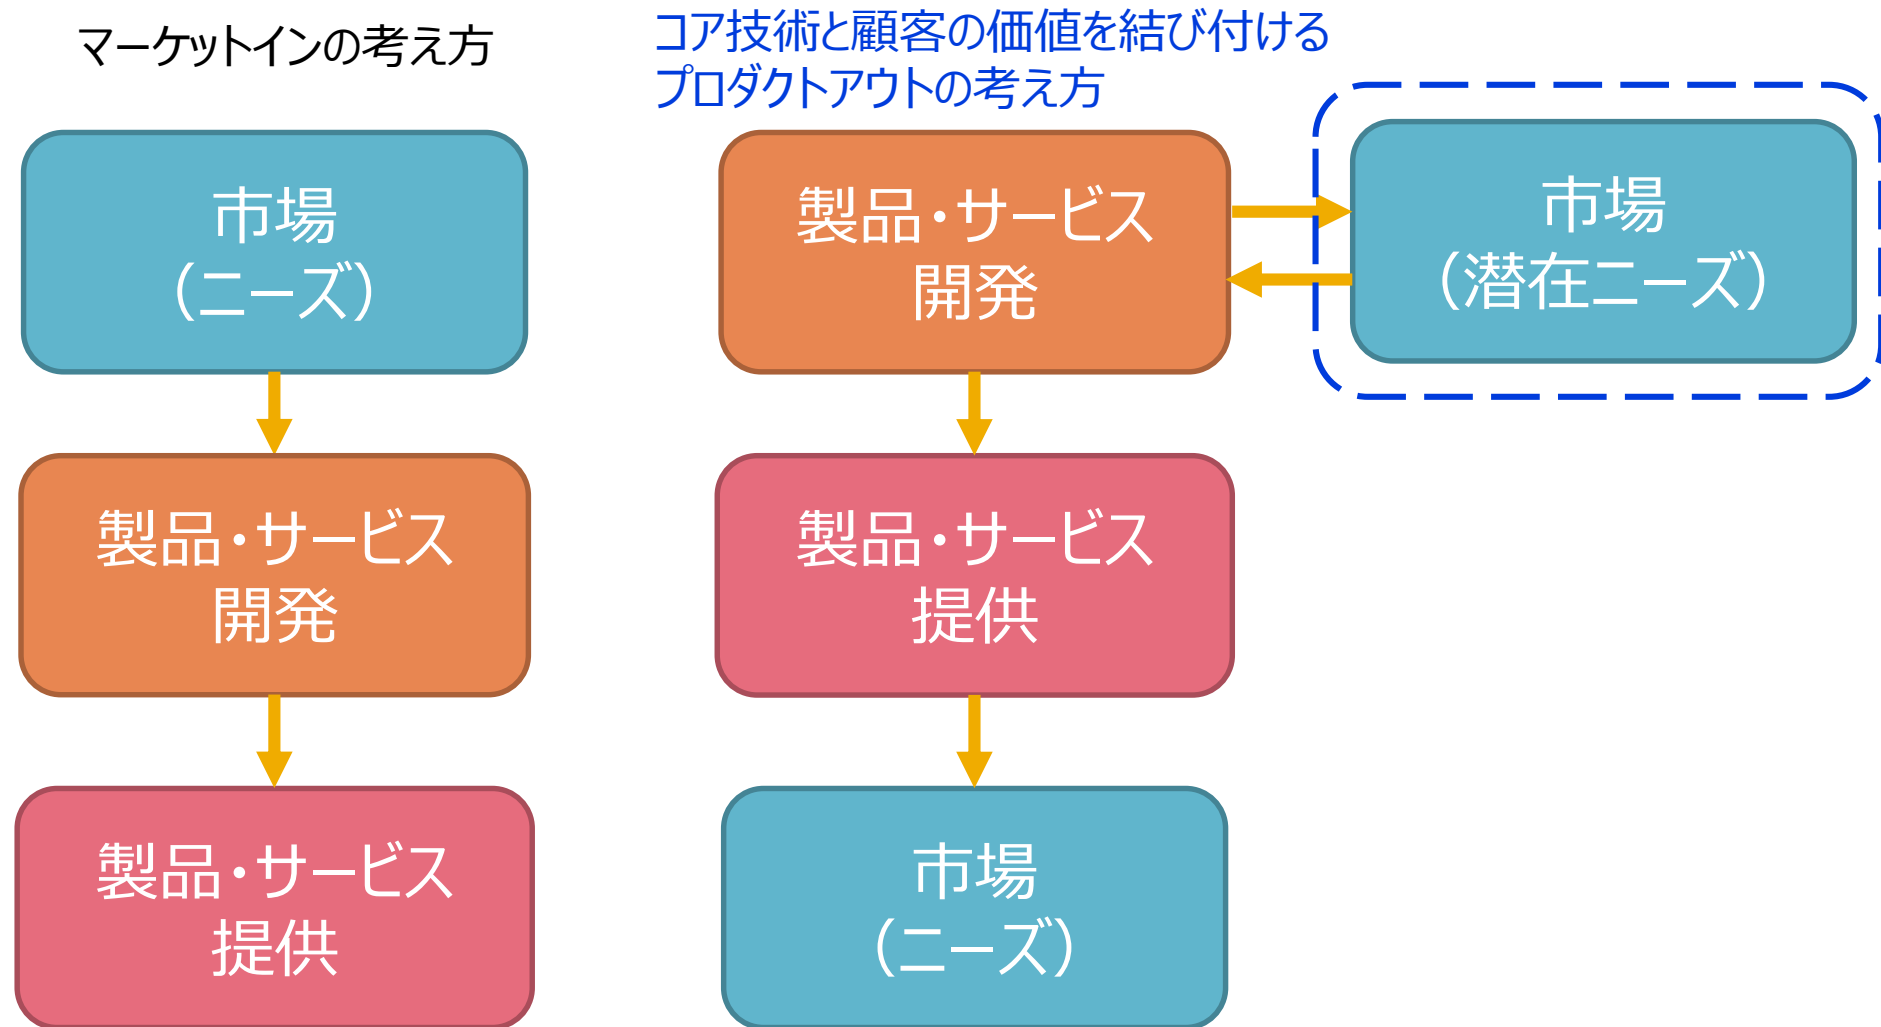 マーケットインの考え方
市場
（ニーズ）
製品・サービス
開発
製品・サービス
提供
コア技術と顧客の価値を結び付ける
プロダクトアウトの考え方
製品・サービス
開発
市場
（潜在ニーズ）
製品・サービス
提供
市場
（ニーズ）